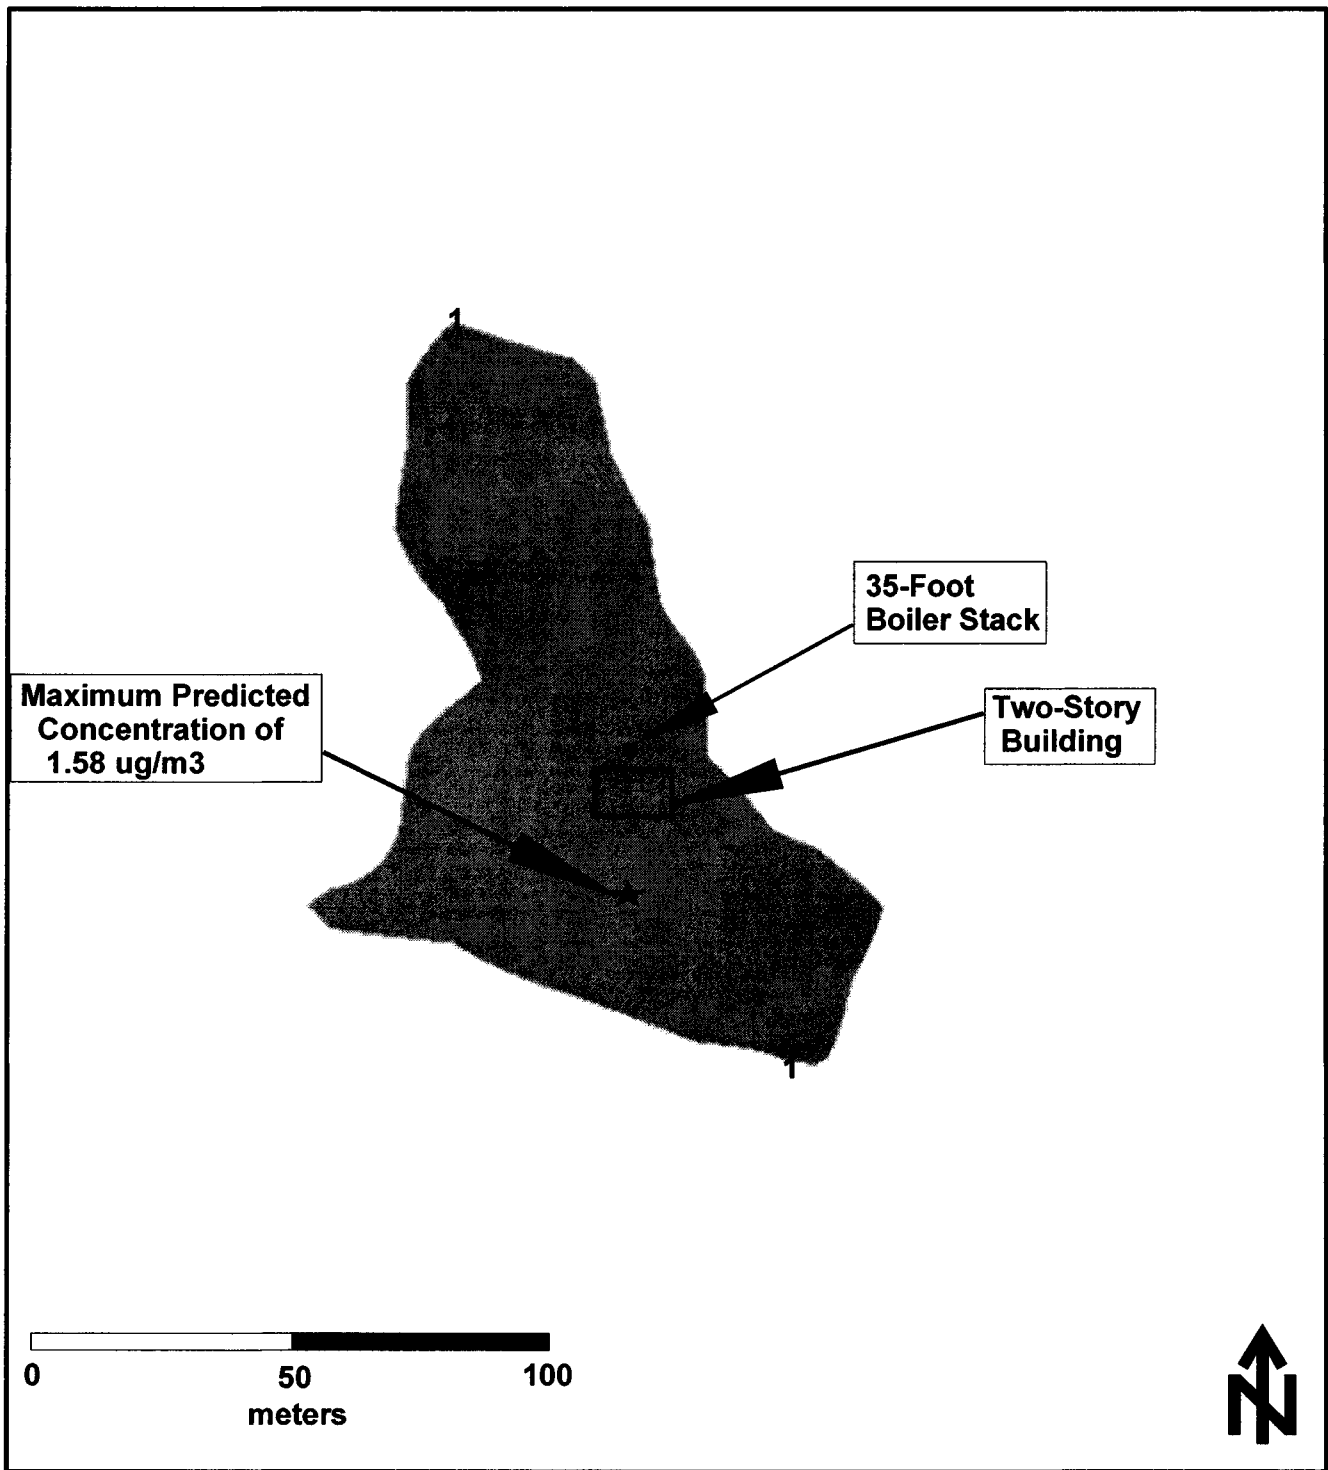 1
35-Foot
Boiler Stack
Maximum Predicted
Concentration of
1.58 ug/m3
Two-Story
Building
1
0 50 100
meters
N